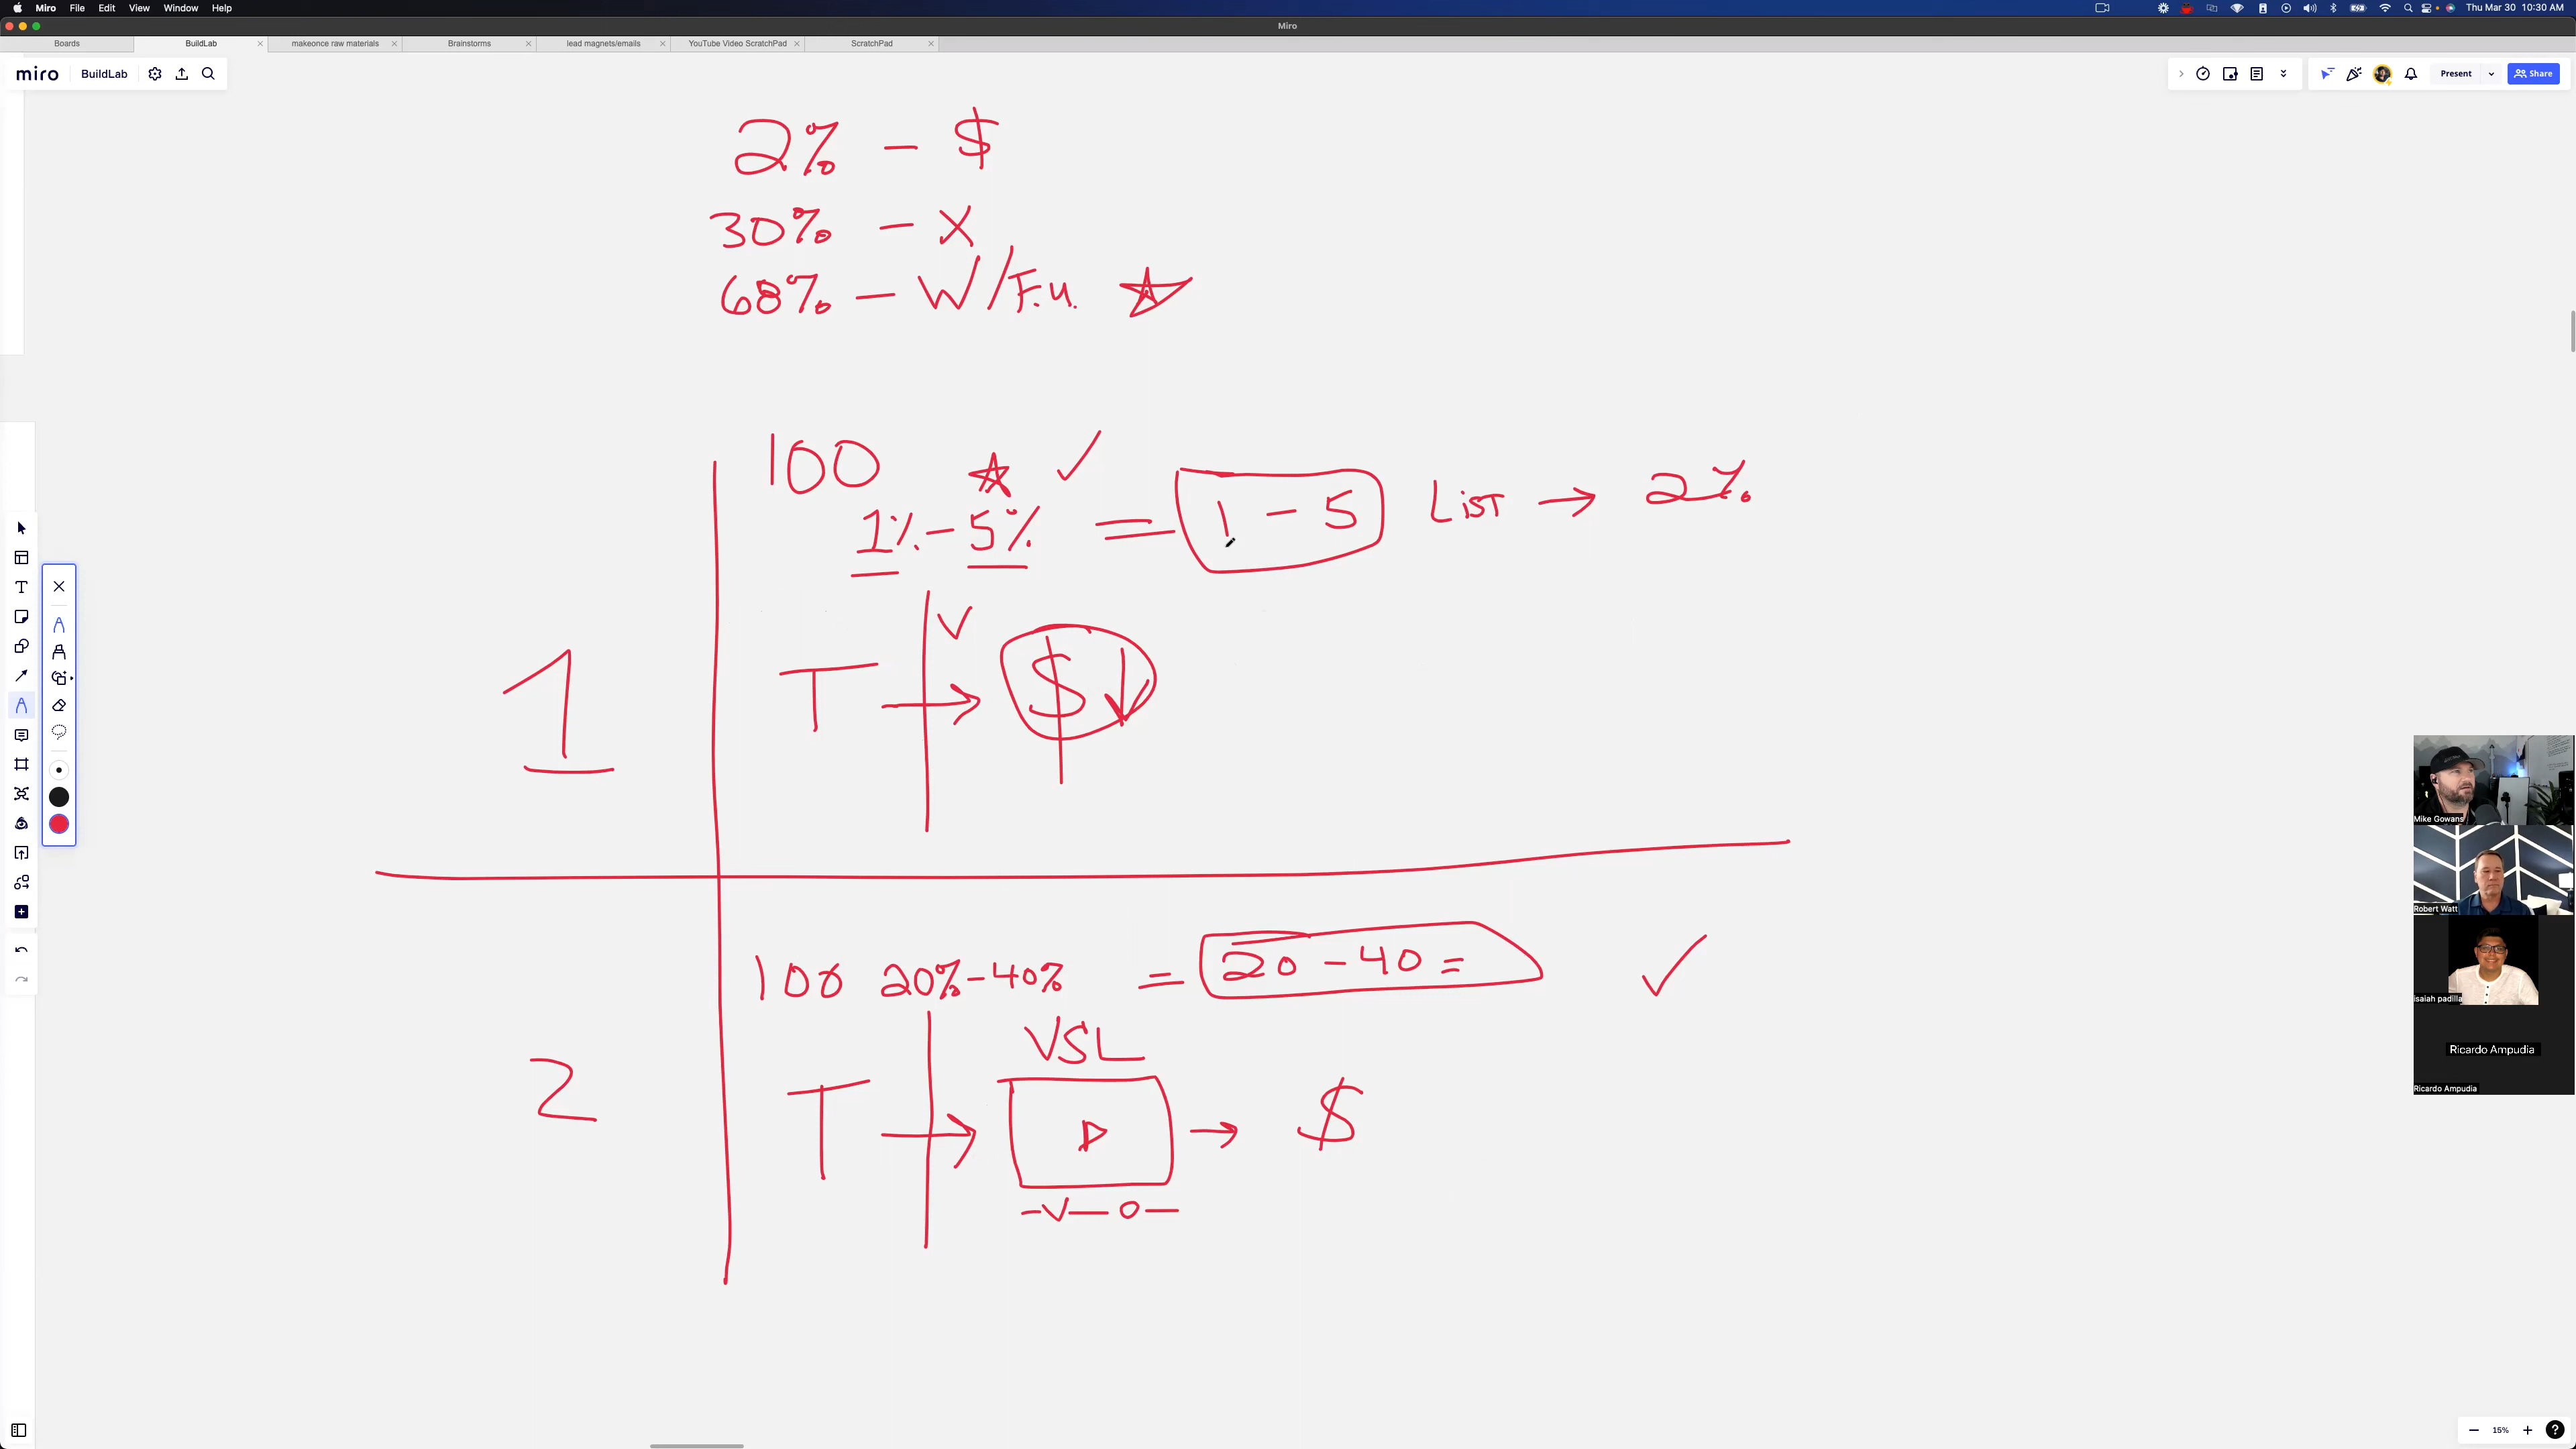 Miro File Edit View Window Help Thu Mar 30 10:30 AM
Miro
Boards BuildLab makeonce raw materials Brainstorms lead magnets/emails YouTube Video ScratchPad ScratchPad
miro BuildLab Present Share
2% - $
30% - X
68% - W/F.u.
100
1% - 5% = 1 - 5 List → 2%
V
1 T → $ ↓
100 20% - 40% = 20 - 40 =
VSL
2 T → → $
- V - O -
Mike Gowans
Robert Watt
isaiah padilla
Ricardo Ampudia
Ricardo Ampudia
15%